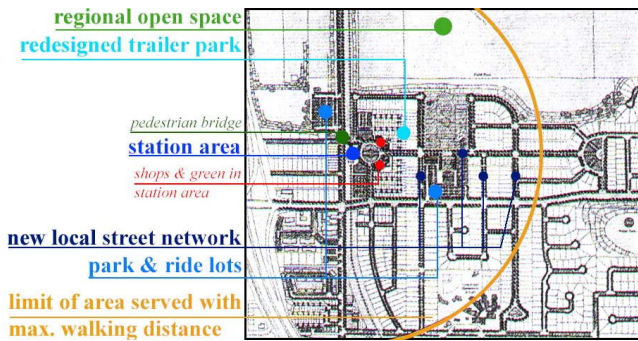 regional open space
redesigned trailer park
pedestrian bridge
station area
shops & green in
station area
new local street network
park & ride lots
limit of area served with
max. walking distance